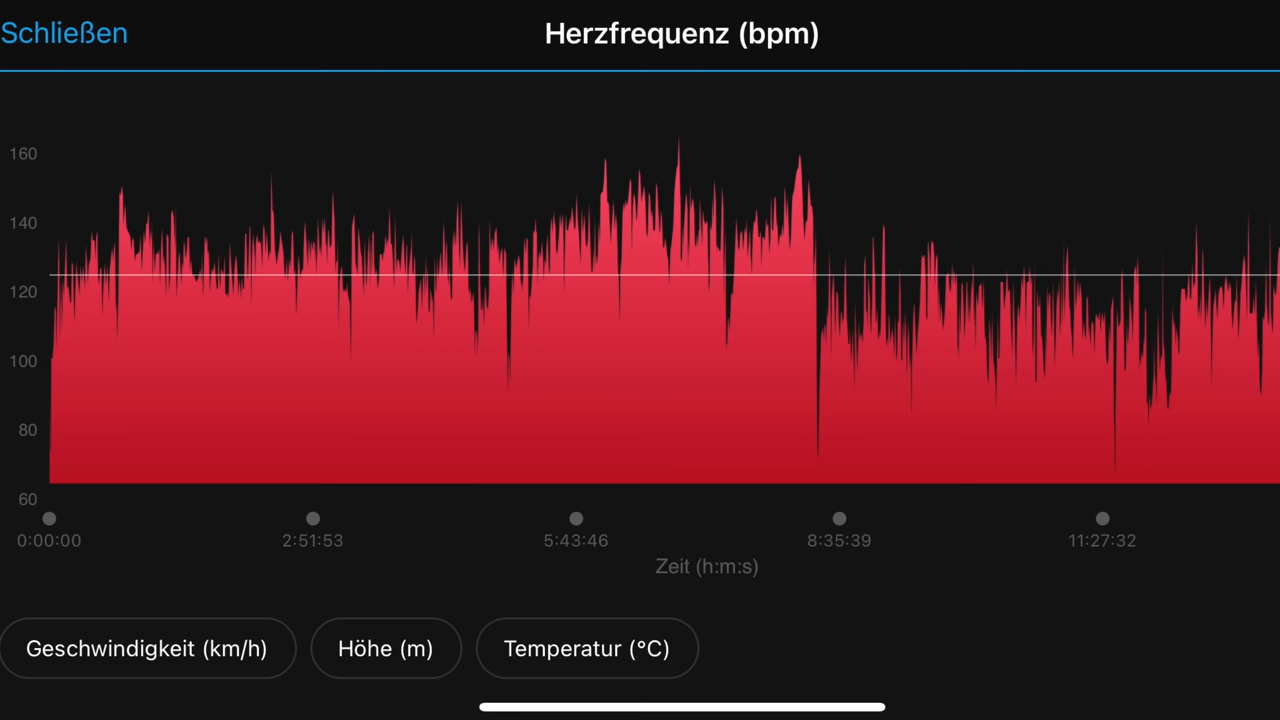 Schließen
Herzfrequenz (bpm)
160
140
120
100
80
60
0:00:00 2:51:53 5:43:46 8:35:39 11:27:32
Zeit (h:m:s)
Geschwindigkeit (km/h) Höhe (m) Temperatur (°C)